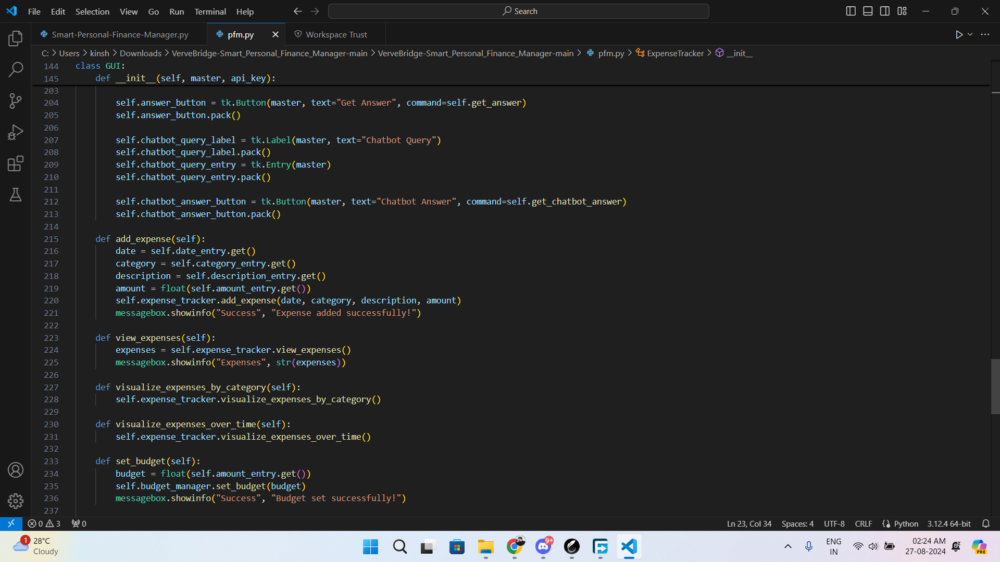 File Edit Selection View Go Run Terminal Help Search
Smart-Personal-Finance-Manager.py pfm.py Workspace Trust
C: > Users > kinsh > Downloads > VerveBridge-Smart_Personal_Finance_Manager-main > VerveBridge-Smart_Personal_Finance_Manager-main > pfm.py > ExpenseTracker > __init__
144 class GUI:
145     def __init__(self, master, api_key):
203
204         self.answer_button = tk.Button(master, text="Get Answer", command=self.get_answer)
205         self.answer_button.pack()
206
207         self.chatbot_query_label = tk.Label(master, text="Chatbot Query")
208         self.chatbot_query_label.pack()
209         self.chatbot_query_entry = tk.Entry(master)
210         self.chatbot_query_entry.pack()
211
212         self.chatbot_answer_button = tk.Button(master, text="Chatbot Answer", command=self.get_chatbot_answer)
213         self.chatbot_answer_button.pack()
214
215     def add_expense(self):
216         date = self.date_entry.get()
217         category = self.category_entry.get()
218         description = self.description_entry.get()
219         amount = float(self.amount_entry.get())
220         self.expense_tracker.add_expense(date, category, description, amount)
221         messagebox.showinfo("Success", "Expense added successfully!")
222
223     def view_expenses(self):
224         expenses = self.expense_tracker.view_expenses()
225         messagebox.showinfo("Expenses", str(expenses))
226
227     def visualize_expenses_by_category(self):
228         self.expense_tracker.visualize_expenses_by_category()
229
230     def visualize_expenses_over_time(self):
231         self.expense_tracker.visualize_expenses_over_time()
232
233     def set_budget(self):
234         budget = float(self.amount_entry.get())
235         self.budget_manager.set_budget(budget)
236         messagebox.showinfo("Success", "Budget set successfully!")
237
0 3 0 Ln 23, Col 34 Spaces: 4 UTF-8 CRLF Python 3.12.4 64-bit
1 28°C 9+ ENG 02:24 AM
Cloudy IN 27-08-2024 PRE